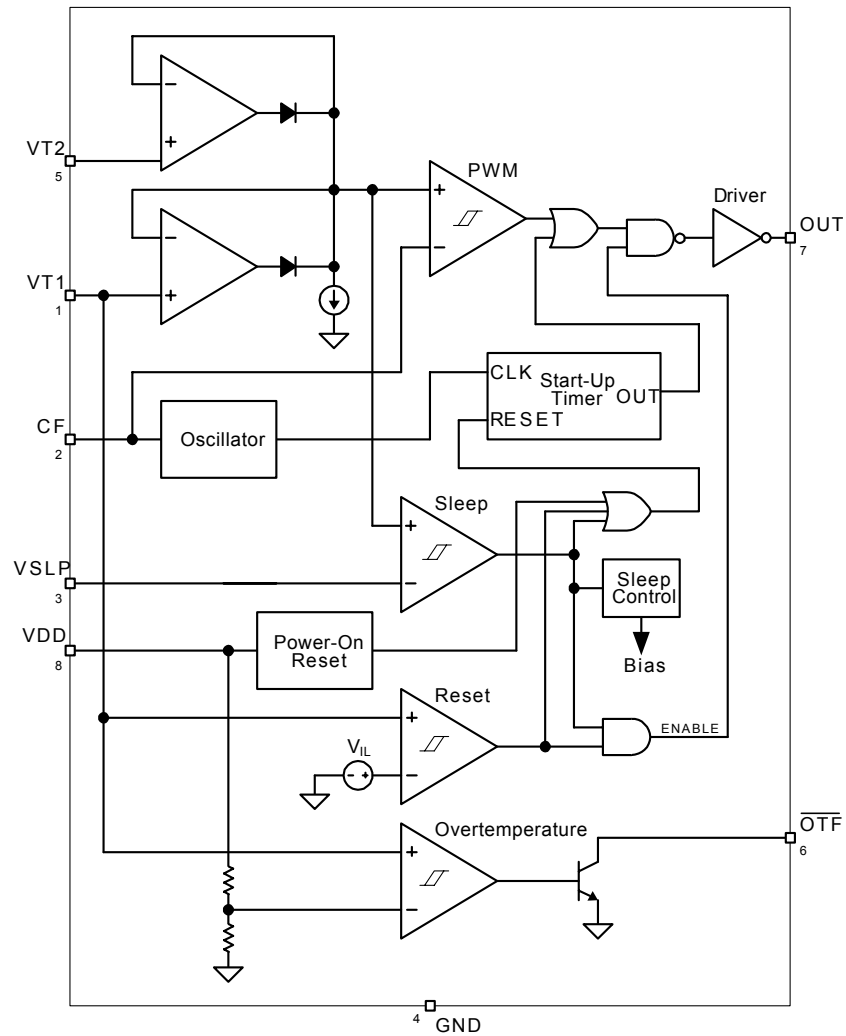 VT2
5
−
+
VT1
1
−
+
PWM
+
−
Driver
OUT
7
CLK
Start-Up
Timer
OUT
RESET
CF
2
Oscillator
Sleep
+
−
VSLP
3
Sleep
Control
Bias
VDD
8
Power-On
Reset
Reset
+
−
VIL
- +
ENABLE
Overtemperature
+
−
OTF
6
4
GND